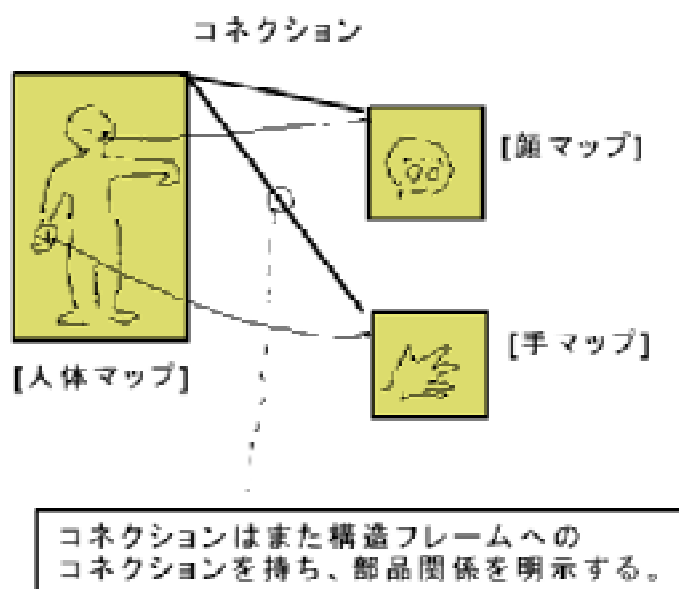 コネクション
[顔マップ]
[手マップ]
[人体マップ]
コネクションはまた構造フレームへの
コネクションを持ち、部品関係を明示する。